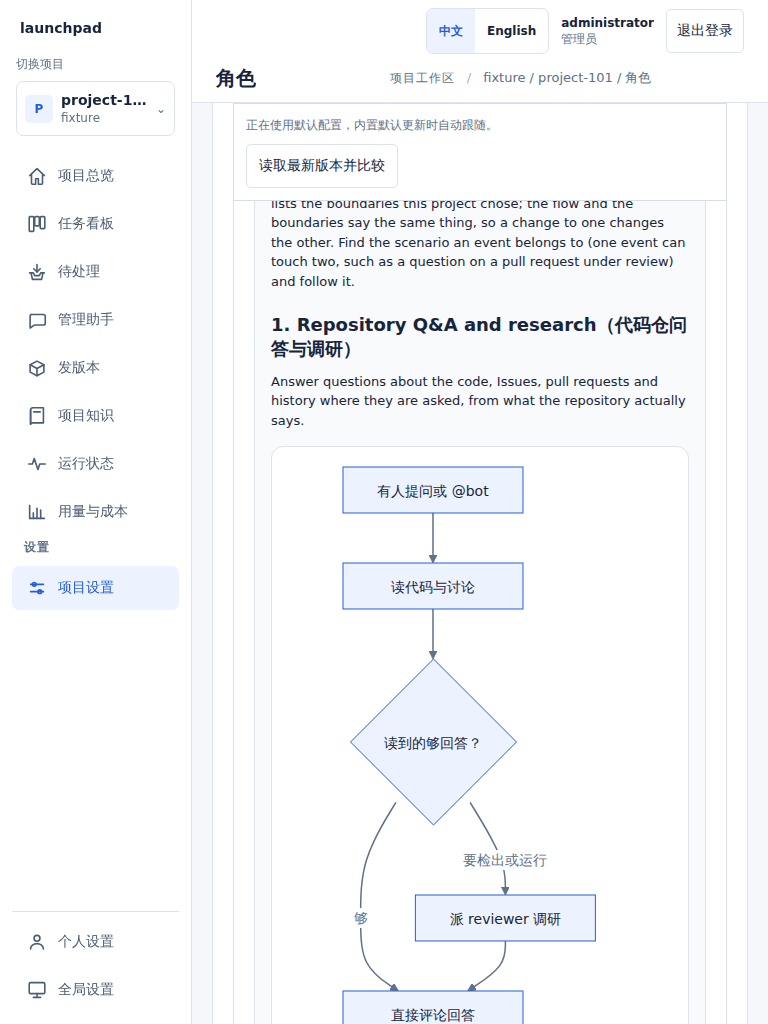 launchpad
切换项目
P
project-1…
fixture
项目总览
任务看板
待处理
管理助手
发版本
项目知识
运行状态
用量与成本
设置
项目设置
个人设置
全局设置
中文
English
administrator
管理员
退出登录
角色
项目工作区 / fixture / project-101 / 角色
正在使用默认配置，内置默认更新时自动跟随。
读取最新版本并比较
lists the boundaries this project chose; the flow and the
boundaries say the same thing, so a change to one changes
the other. Find the scenario an event belongs to (one event can
touch two, such as a question on a pull request under review)
and follow it.
1. Repository Q&A and research（代码仓问
答与调研）
Answer questions about the code, Issues, pull requests and
history where they are asked, from what the repository actually
says.
有人提问或 @bot
读代码与讨论
读到的够回答？
要检出或运行
够
派 reviewer 调研
直接评论回答